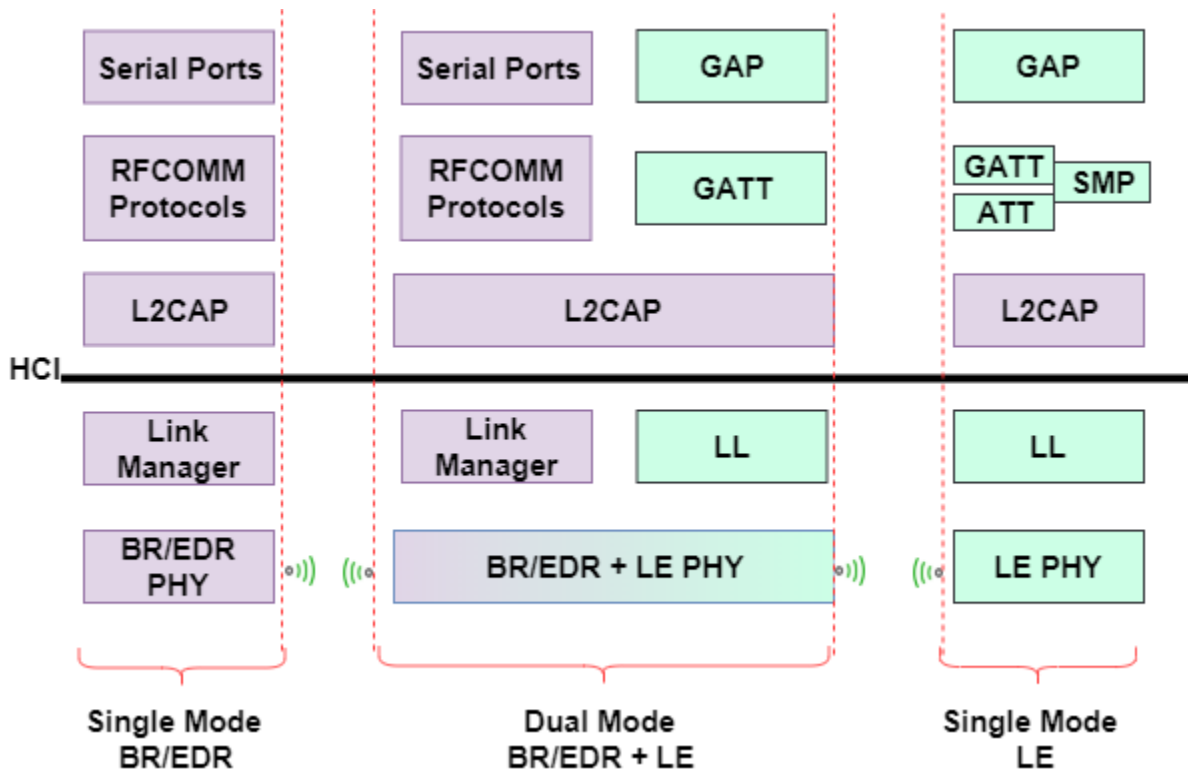 Serial Ports
Serial Ports
GAP
GAP
RFCOMM
Protocols
RFCOMM
Protocols
GATT
GATT
SMP
ATT
L2CAP
L2CAP
L2CAP
HCI
Link
Manager
Link
Manager
LL
LL
BR/EDR
PHY
BR/EDR + LE PHY
LE PHY
Single Mode
BR/EDR
Dual Mode
BR/EDR + LE
Single Mode
LE